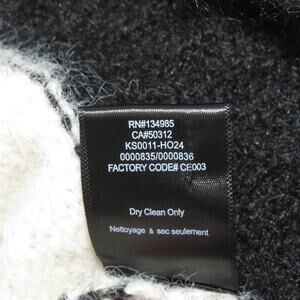 RN#134985
CA#50312
KS0011-HO24
0000835/0000836
FACTORY CODE# CE003
Dry Clean Only
Nettoyage à sec seulement